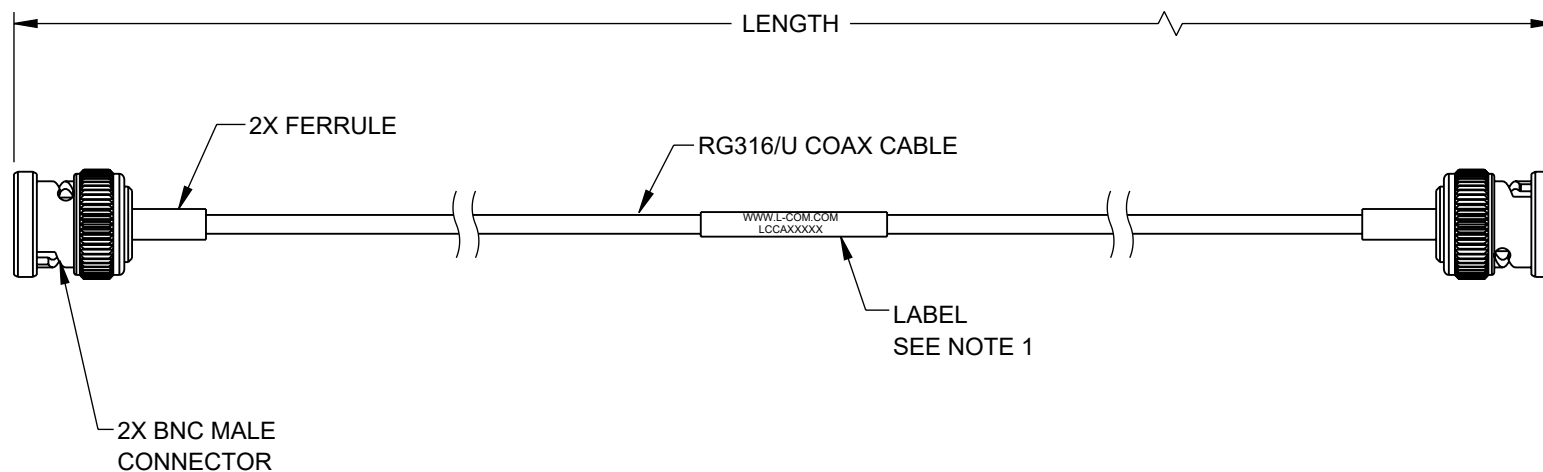 LENGTH
2X FERRULE
RG316/U COAX CABLE
WWW.L-COM.COM
LCCAXXXXX
LABEL
SEE NOTE 1
2X BNC MALE
CONNECTOR